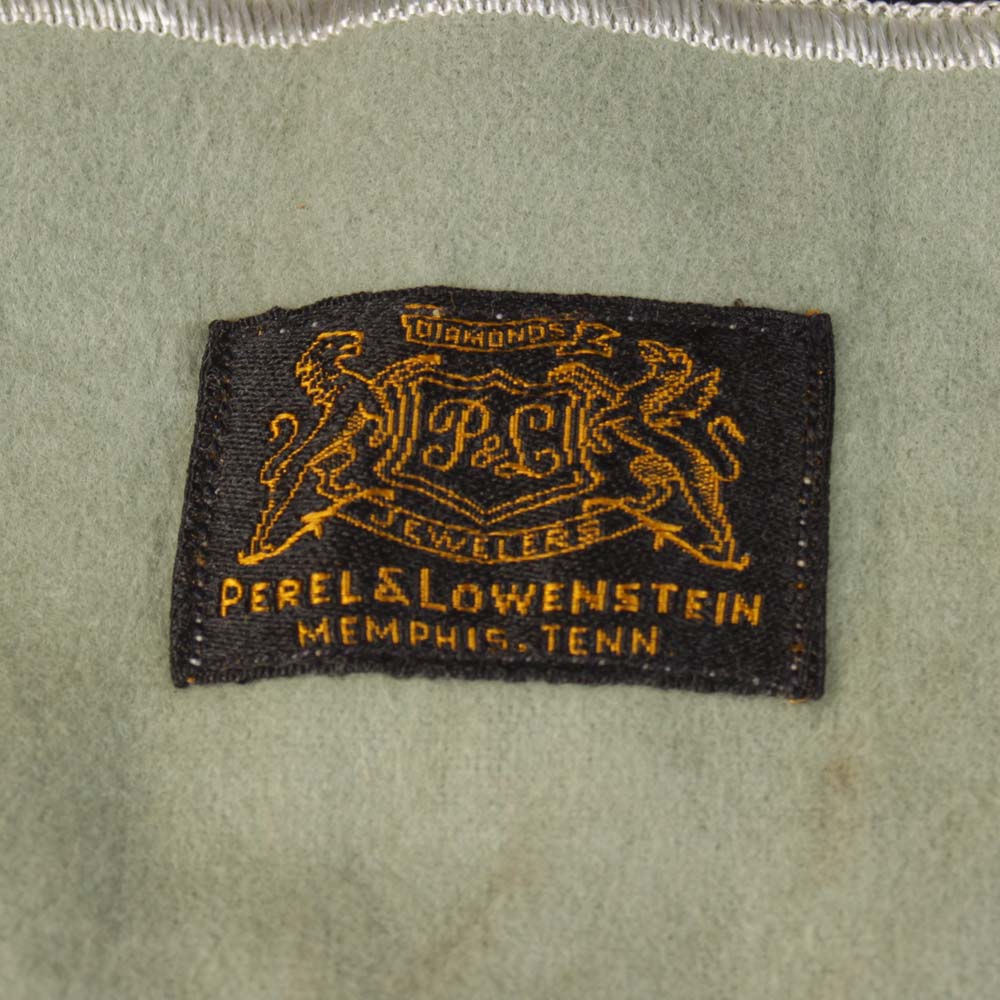 DIAMONDS
P&L
JEWELERS
PEREL & LOWENSTEIN
MEMPHIS, TENN